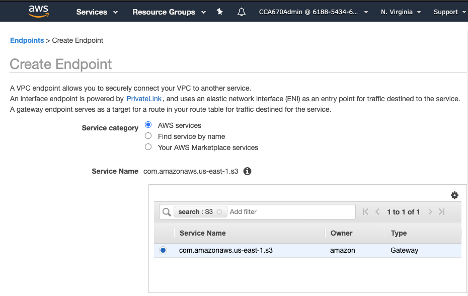 aws Services Resource Groups CCA670Admin @ 6188-5434-6... N. Virginia Support
Endpoints > Create Endpoint
Create Endpoint
A VPC endpoint allows you to securely connect your VPC to another service.
An interface endpoint is powered by PrivateLink, and uses an elastic network interface (ENI) as an entry point for traffic destined to the service.
A gateway endpoint serves as a target for a route in your route table for traffic destined for the service.
Service category AWS services
Find service by name
Your AWS Marketplace services
Service Name com.amazonaws.us-east-1.s3
search : S3 Add filter 1 to 1 of 1
Service Name Owner Type
com.amazonaws.us-east-1.s3 amazon Gateway